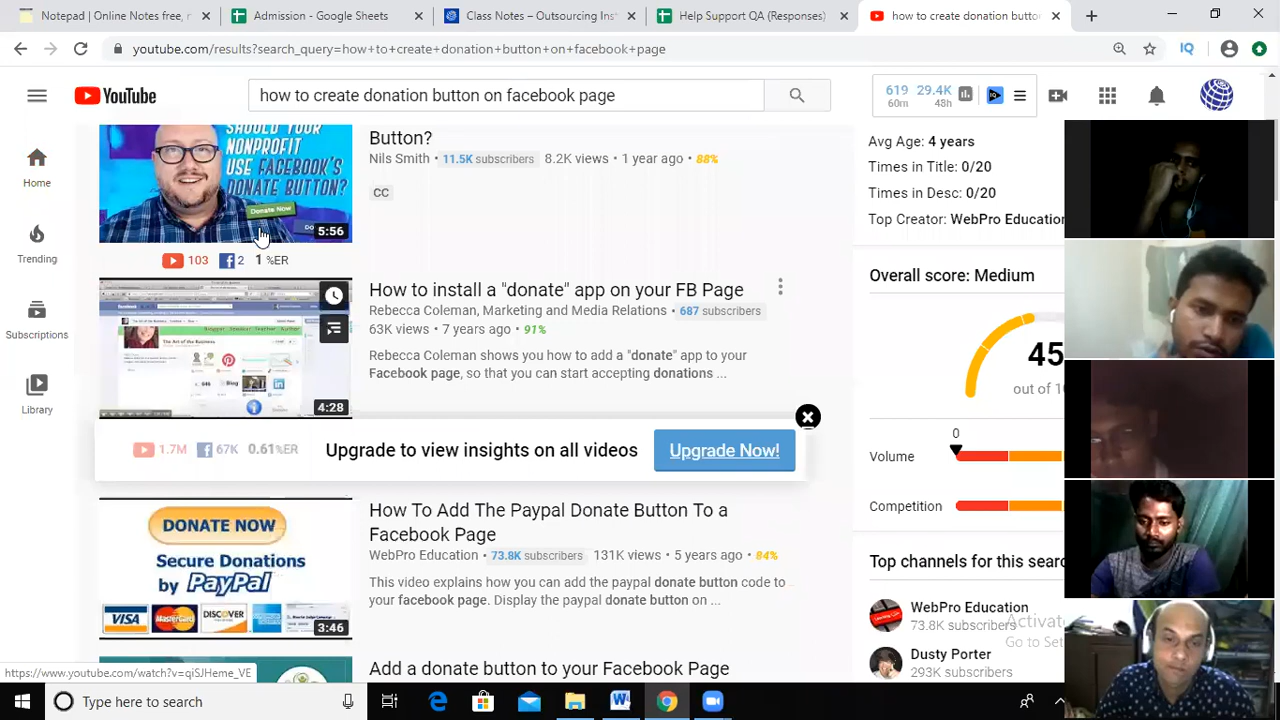 Notepad | Online Notes free, n
Admission - Google Sheets
Class Notes – Outsourcing Ins
Help Support QA (Responses)
how to create donation butto
youtube.com/results?search_query=how+to+create+donation+button+on+facebook+page
IQ
YouTube
how to create donation button on facebook page
619 29.4K
60m 48h
Home
Trending
Subscriptions
Library
SHOULD YOUR
NONPROFIT
USE FACEBOOK'S
DONATE BUTTON?
Donate Now
5:56
103 2 1 %ER
Button?
Nils Smith • 11.5K subscribers • 8.2K views • 1 year ago • 88%
CC
4:28
How to install a "donate" app on your FB Page
Rebecca Coleman, Marketing and Media Relations • 687 subscribers
63K views • 7 years ago • 91%
Rebecca Coleman shows you how to add a "donate" app to your
Facebook page, so that you can start accepting donations ...
1.7M 67K 0.61%ER
Upgrade to view insights on all videos
Upgrade Now!
DONATE NOW
Secure Donations
by PayPal
VISA MasterCard DISCOVER
3:46
How To Add The Paypal Donate Button To a
Facebook Page
WebPro Education • 73.8K subscribers • 131K views • 5 years ago • 84%
This video explains how you can add the paypal donate button code to
your facebook page. Display the paypal donate button on ...
Add a donate button to your Facebook Page
Avg Age: 4 years
Times in Title: 0/20
Times in Desc: 0/20
Top Creator: WebPro Education
Overall score: Medium
45
out of 1
0
Volume
Competition
Top channels for this sear
WebPro Education
73.8K subscribers
Dusty Porter
293K subscribers
Activat
Go to Set
https://www.youtube.com/watch?v=qiSJHeme_VE
Type here to search